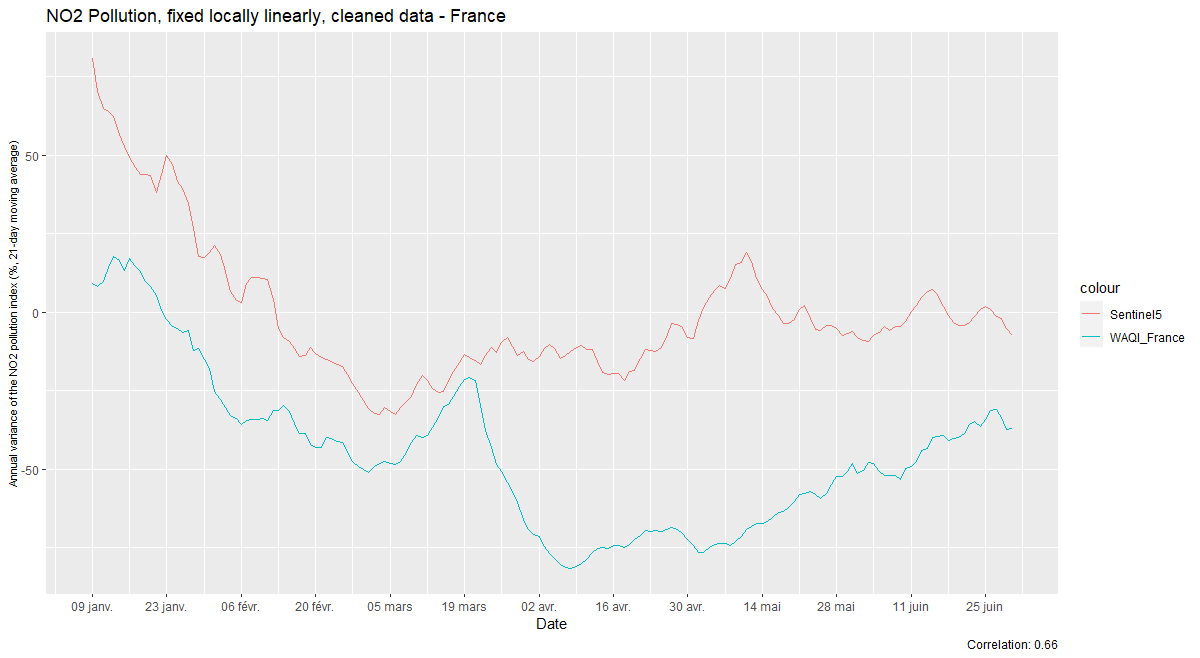 NO2 Pollution, fixed locally linearly, cleaned data - France
Annual variance of the NO2 pollution index (%, 21-day moving average)
50
0
-50
09 janv.
23 janv.
06 févr.
20 févr.
05 mars
19 mars
02 avr.
16 avr.
30 avr.
14 mai
28 mai
11 juin
25 juin
Date
colour
Sentinel5
WAQI_France
Correlation: 0.66